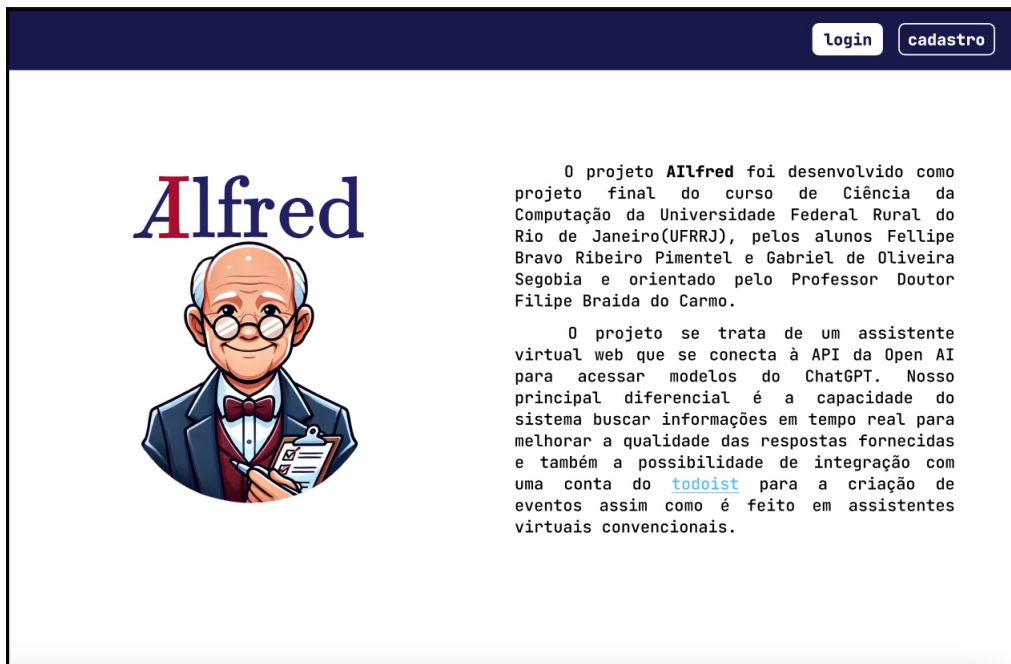 login cadastro
AIlfred
O projeto AIlfred foi desenvolvido como
projeto final do curso de Ciência da
Computação da Universidade Federal Rural do
Rio de Janeiro(UFRRJ), pelos alunos Fellipe
Bravo Ribeiro Pimentel e Gabriel de Oliveira
Segobia e orientado pelo Professor Doutor
Filipe Braida do Carmo.
O projeto se trata de um assistente
virtual web que se conecta à API da Open AI
para acessar modelos do ChatGPT. Nosso
principal diferencial é a capacidade do
sistema buscar informações em tempo real para
melhorar a qualidade das respostas fornecidas
e também a possibilidade de integração com
uma conta do todoist para a criação de
eventos assim como é feito em assistentes
virtuais convencionais.